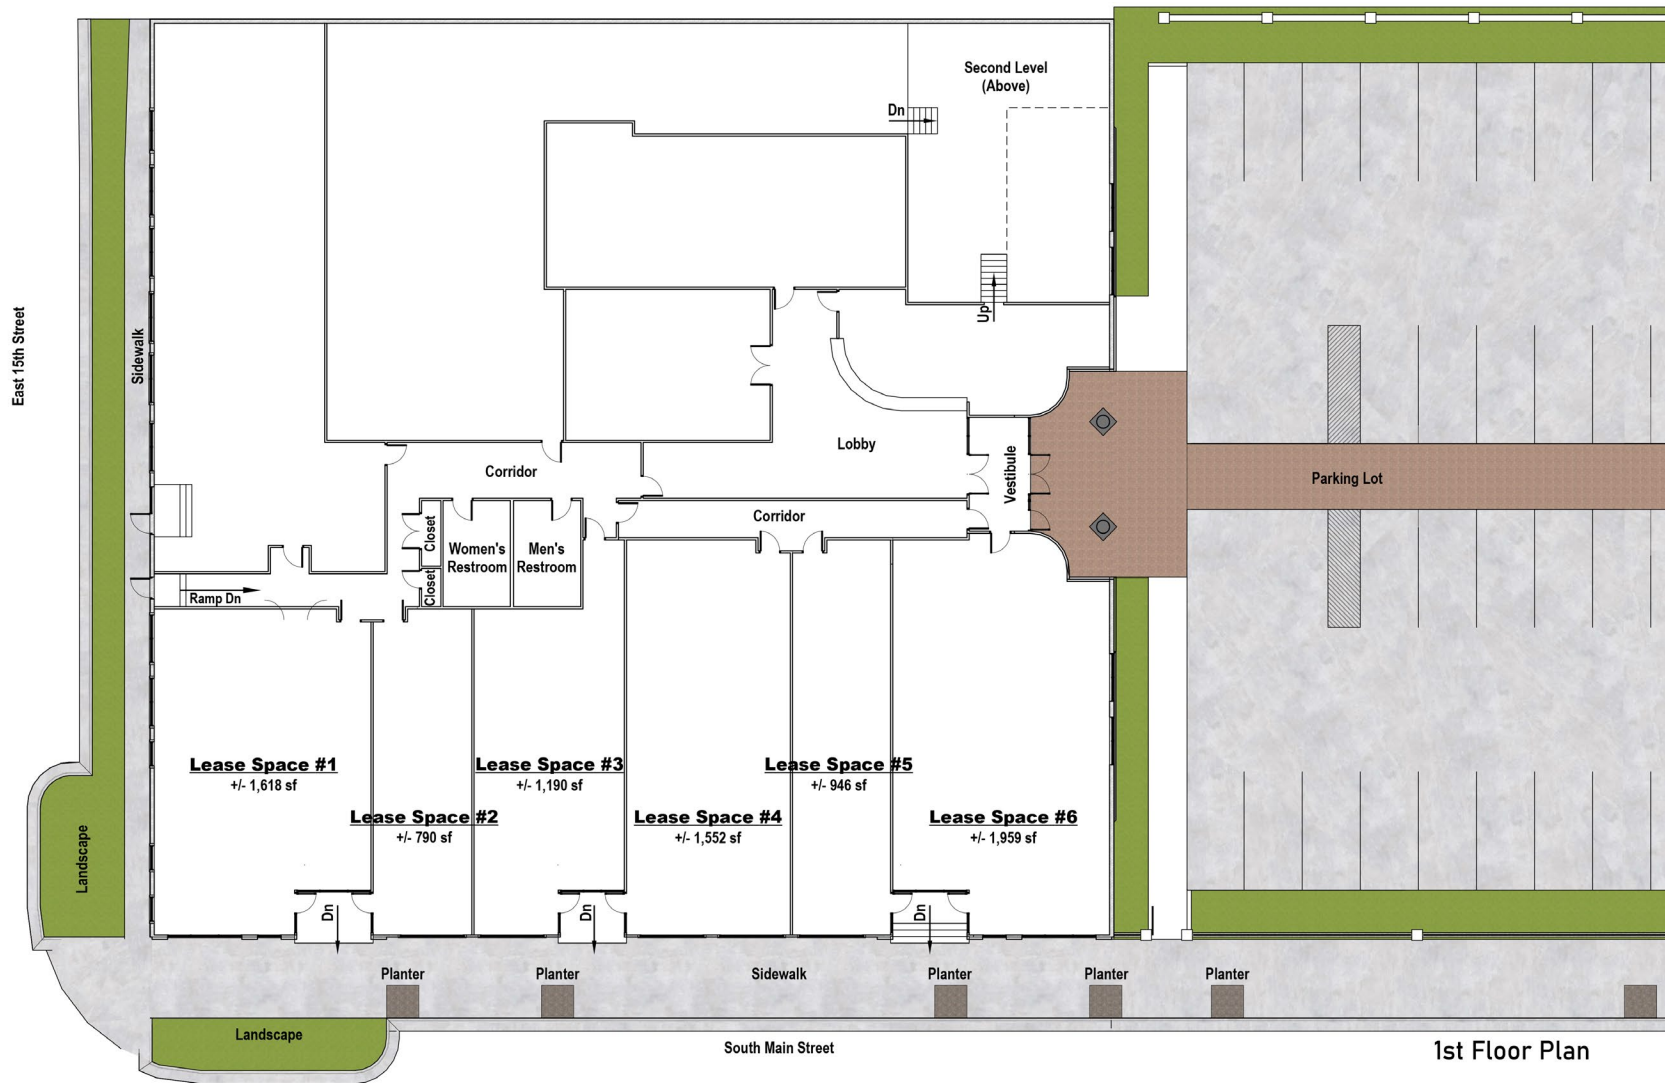 Second Level
(Above)
Dn
Up
East 15th Street
Sidewalk
Lobby
Corridor
Vestibule
Parking Lot
Corridor
Closet
Women's
Restroom
Men's
Restroom
Closet
Ramp Dn
Lease Space #1
+/- 1,618 sf
Lease Space #3
+/- 1,190 sf
Lease Space #5
+/- 946 sf
Lease Space #2
+/- 790 sf
Lease Space #4
+/- 1,552 sf
Lease Space #6
+/- 1,959 sf
Landscape
Dn
Dn
Dn
Planter
Planter
Sidewalk
Planter
Planter
Planter
Landscape
South Main Street
1st Floor Plan